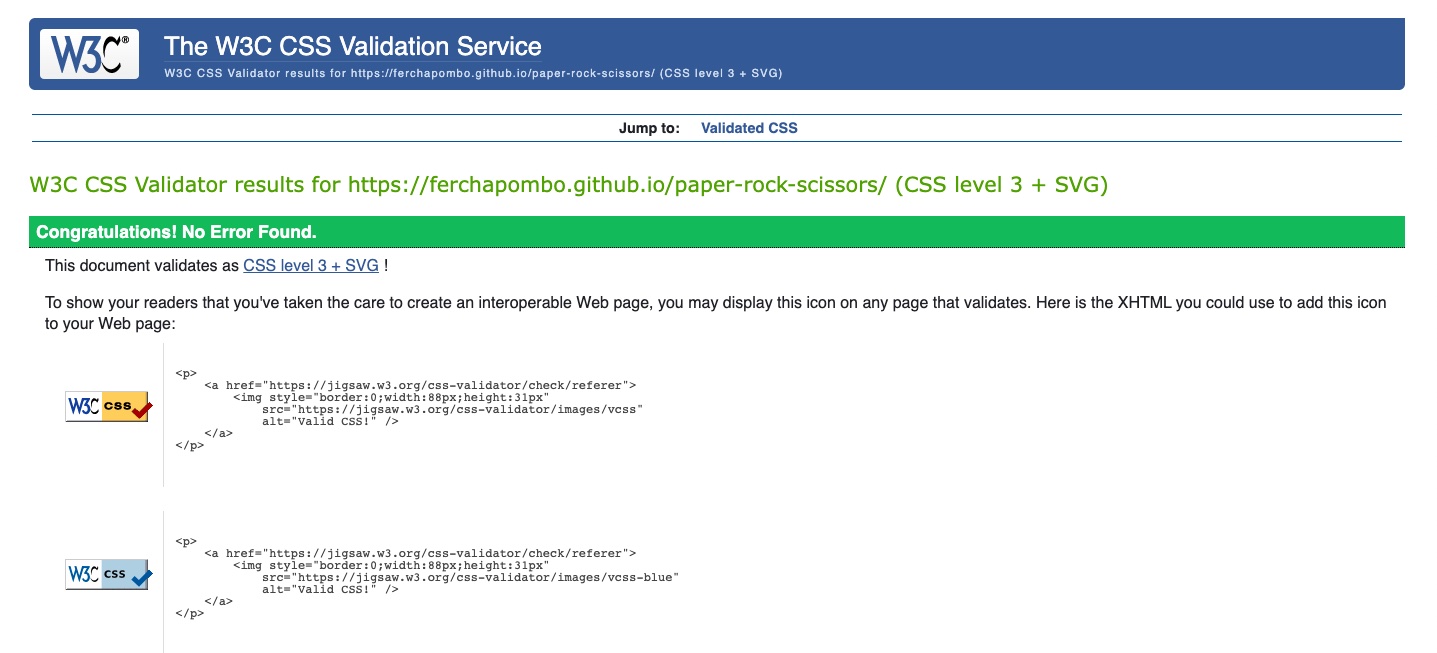 W3C®
The W3C CSS Validation Service
W3C CSS Validator results for https://ferchapombo.github.io/paper-rock-scissors/ (CSS level 3 + SVG)
Jump to: Validated CSS
W3C CSS Validator results for https://ferchapombo.github.io/paper-rock-scissors/ (CSS level 3 + SVG)
Congratulations! No Error Found.
This document validates as CSS level 3 + SVG !
To show your readers that you've taken the care to create an interoperable Web page, you may display this icon on any page that validates. Here is the XHTML you could use to add this icon
to your Web page:
W3C css
<p>
    <a href="https://jigsaw.w3.org/css-validator/check/referer">
        <img style="border:0;width:88px;height:31px"
            src="https://jigsaw.w3.org/css-validator/images/vcss"
            alt="Valid CSS!" />
    </a>
</p>
W3C css
<p>
    <a href="https://jigsaw.w3.org/css-validator/check/referer">
        <img style="border:0;width:88px;height:31px"
            src="https://jigsaw.w3.org/css-validator/images/vcss-blue"
            alt="Valid CSS!" />
    </a>
</p>